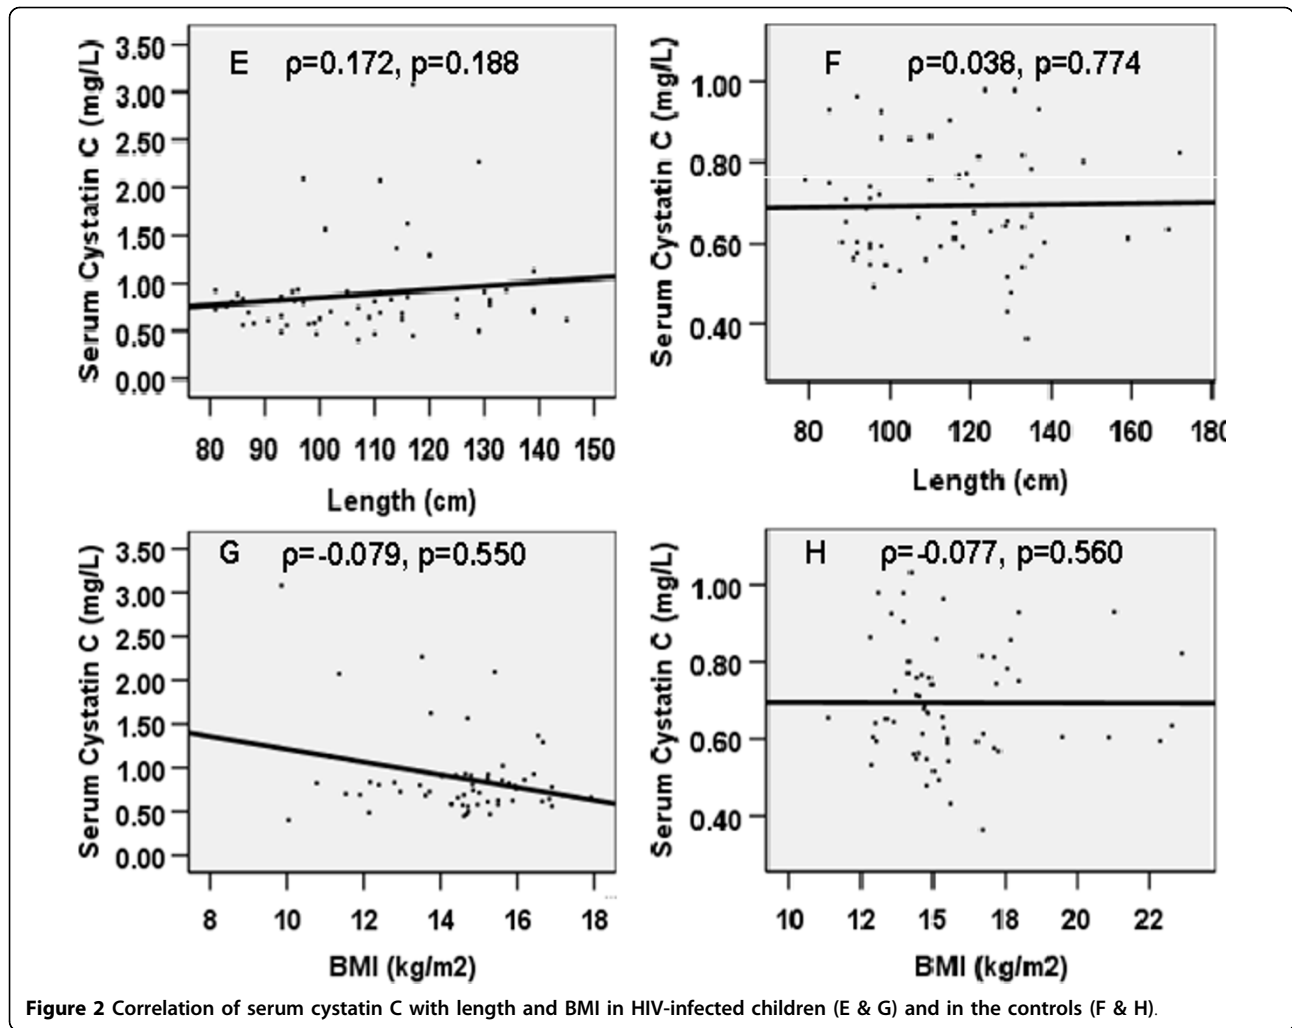 E ρ=0.172, p=0.188
Serum Cystatin C (mg/L)
3.50
3.00
2.50
2.00
1.50
1.00
0.50
0.00
80 90 100 110 120 130 140 150
Length (cm)
F ρ=0.038, p=0.774
Serum Cystatin C (mg/L)
1.00
0.80
0.60
0.40
80 100 120 140 160 180
Length (cm)
G ρ=-0.079, p=0.550
Serum Cystatin C (mg/L)
3.50
3.00
2.50
2.00
1.50
1.00
0.50
0.00
8 10 12 14 16 18
BMI (kg/m2)
H ρ=-0.077, p=0.560
Serum Cystatin C (mg/L)
1.00
0.80
0.60
0.40
10 12 15 18 20 22
BMI (kg/m2)
Figure 2 Correlation of serum cystatin C with length and BMI in HIV-infected children (E & G) and in the controls (F & H).